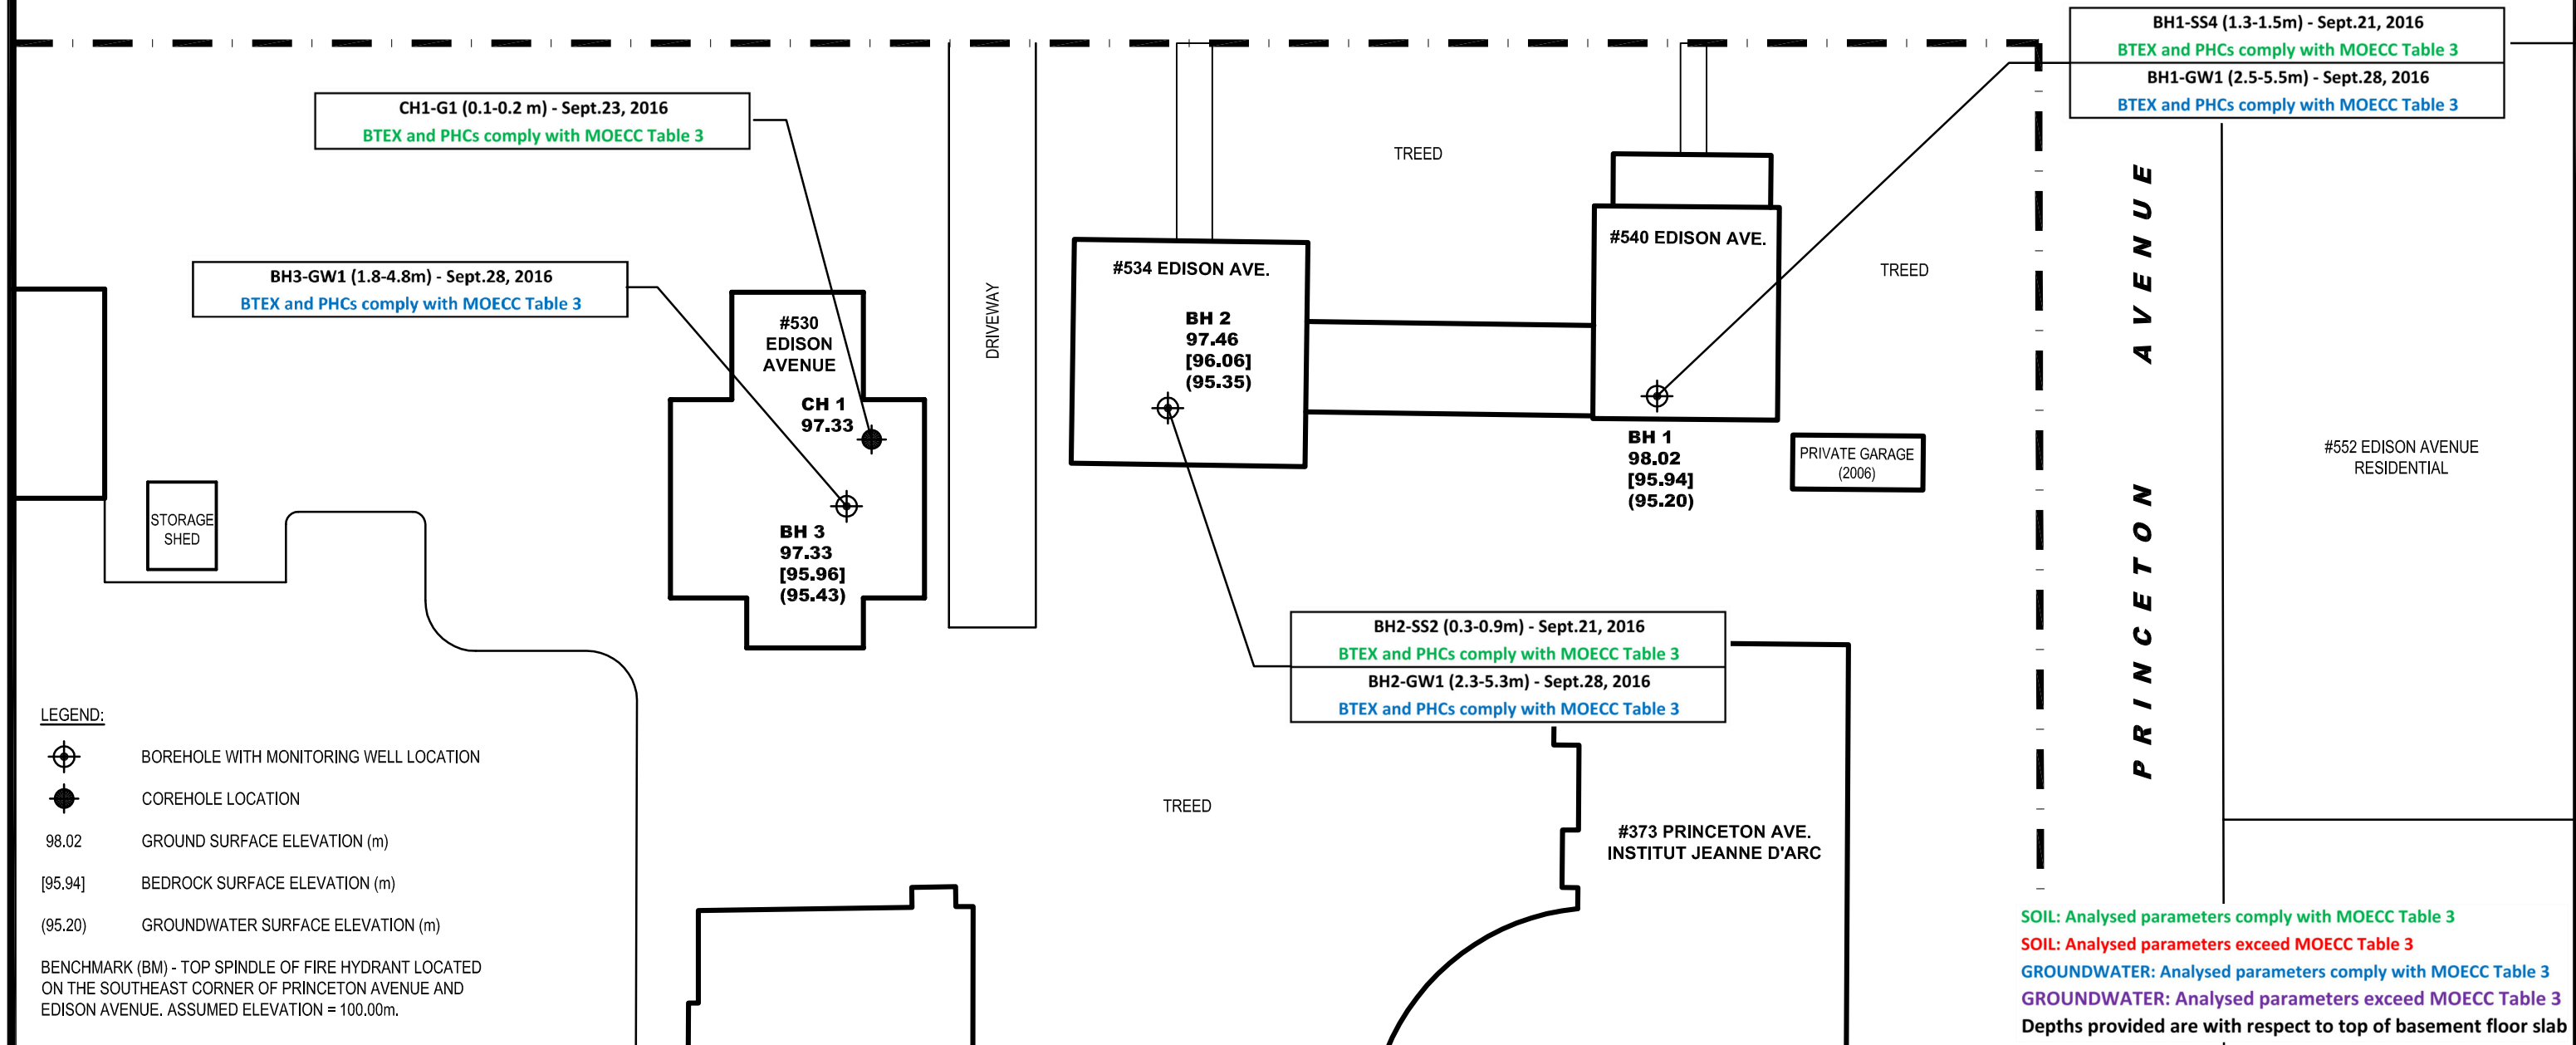 BH1-SS4 (1.3-1.5m) - Sept.21, 2016
BTEX and PHCs comply with MOECC Table 3
BH1-GW1 (2.5-5.5m) - Sept.28, 2016
BTEX and PHCs comply with MOECC Table 3
CH1-G1 (0.1-0.2 m) - Sept.23, 2016
BTEX and PHCs comply with MOECC Table 3
BH3-GW1 (1.8-4.8m) - Sept.28, 2016
BTEX and PHCs comply with MOECC Table 3
#530
EDISON
AVENUE
CH 1
97.33
BH 3
97.33
[95.96]
(95.43)
STORAGE
SHED
DRIVEWAY
TREED
#534 EDISON AVE.
BH 2
97.46
[96.06]
(95.35)
#540 EDISON AVE.
TREED
BH 1
98.02
[95.94]
(95.20)
PRIVATE GARAGE
(2006)
PRINCETON AVENUE
#552 EDISON AVENUE
RESIDENTIAL
BH2-SS2 (0.3-0.9m) - Sept.21, 2016
BTEX and PHCs comply with MOECC Table 3
BH2-GW1 (2.3-5.3m) - Sept.28, 2016
BTEX and PHCs comply with MOECC Table 3
TREED
#373 PRINCETON AVE.
INSTITUT JEANNE D'ARC
LEGEND:
BOREHOLE WITH MONITORING WELL LOCATION
COREHOLE LOCATION
98.02 GROUND SURFACE ELEVATION (m)
[95.94] BEDROCK SURFACE ELEVATION (m)
(95.20) GROUNDWATER SURFACE ELEVATION (m)
BENCHMARK (BM) - TOP SPINDLE OF FIRE HYDRANT LOCATED
ON THE SOUTHEAST CORNER OF PRINCETON AVENUE AND
EDISON AVENUE. ASSUMED ELEVATION = 100.00m.
SOIL: Analysed parameters comply with MOECC Table 3
SOIL: Analysed parameters exceed MOECC Table 3
GROUNDWATER: Analysed parameters comply with MOECC Table 3
GROUNDWATER: Analysed parameters exceed MOECC Table 3
Depths provided are with respect to top of basement floor slab